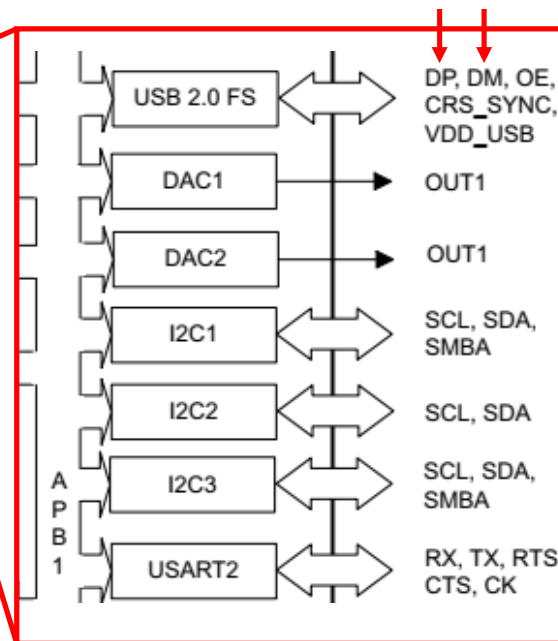 USB 2.0 FS
DP, DM, OE,
CRS_SYNC,
VDD_USB
DAC1
OUT1
DAC2
OUT1
I2C1
SCL, SDA,
SMBA
I2C2
SCL, SDA
I2C3
SCL, SDA,
SMBA
A
P
B
1
USART2
RX, TX, RTS
CTS, CK